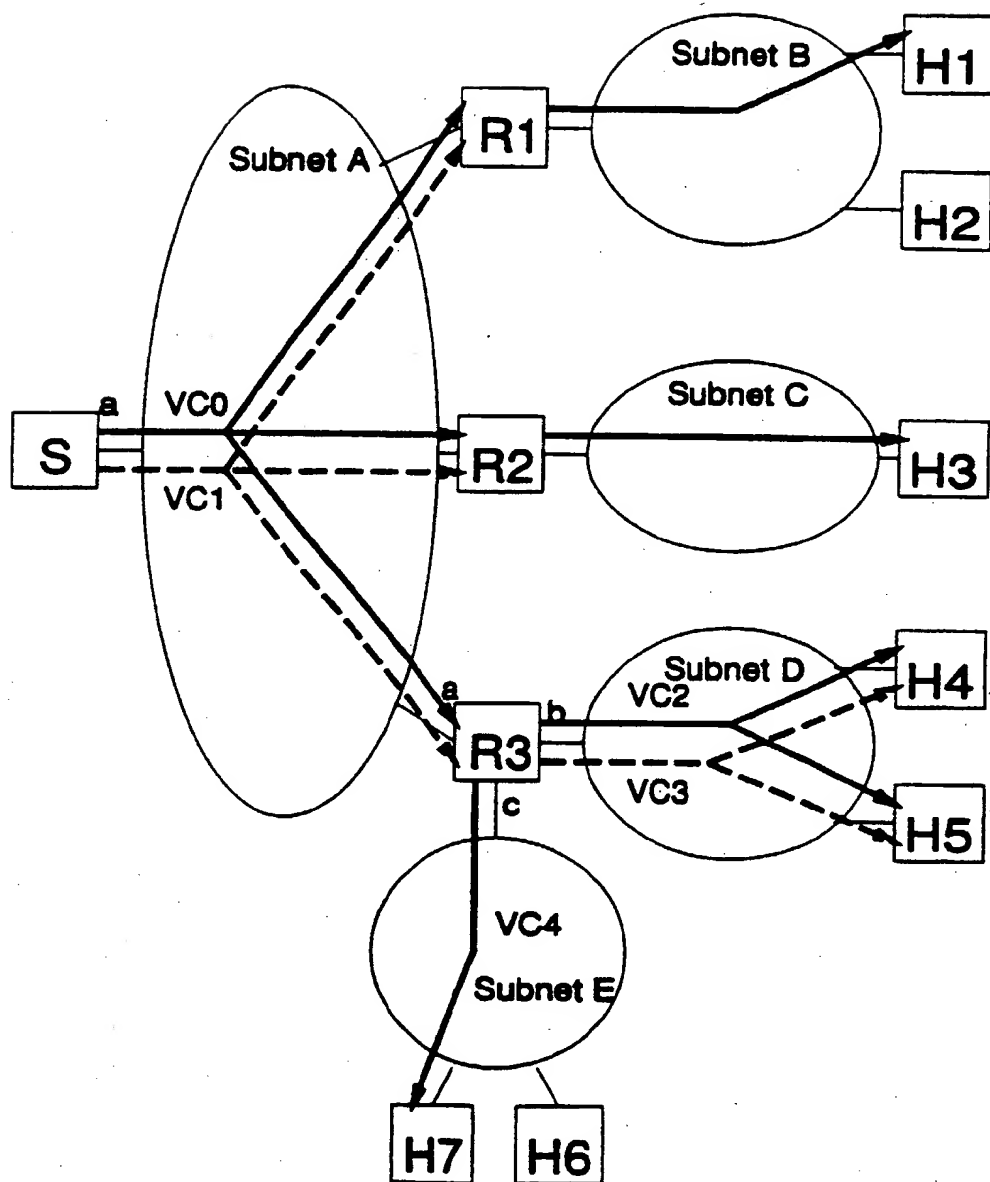 Subnet B
H1
R1
Subnet A
H2
a
VC0
Subnet C
S
R2
H3
VC1
Subnet D
a
b
VC2
H4
R3
VC3
c
H5
VC4
Subnet E
H7
H6